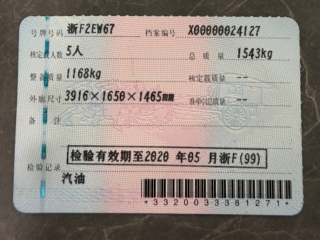 号牌号码 浙F2EW67 档案编号 X00000024127
核定载人数 5人 总质量 1543kg
整备质量 1168kg 核定载质量 --
外廓尺寸 3916×1650×1465mm 准牵引总质量 --
备注
检验有效期至2020 年05 月浙F(99)
检验记录
汽油
*3320033381271*